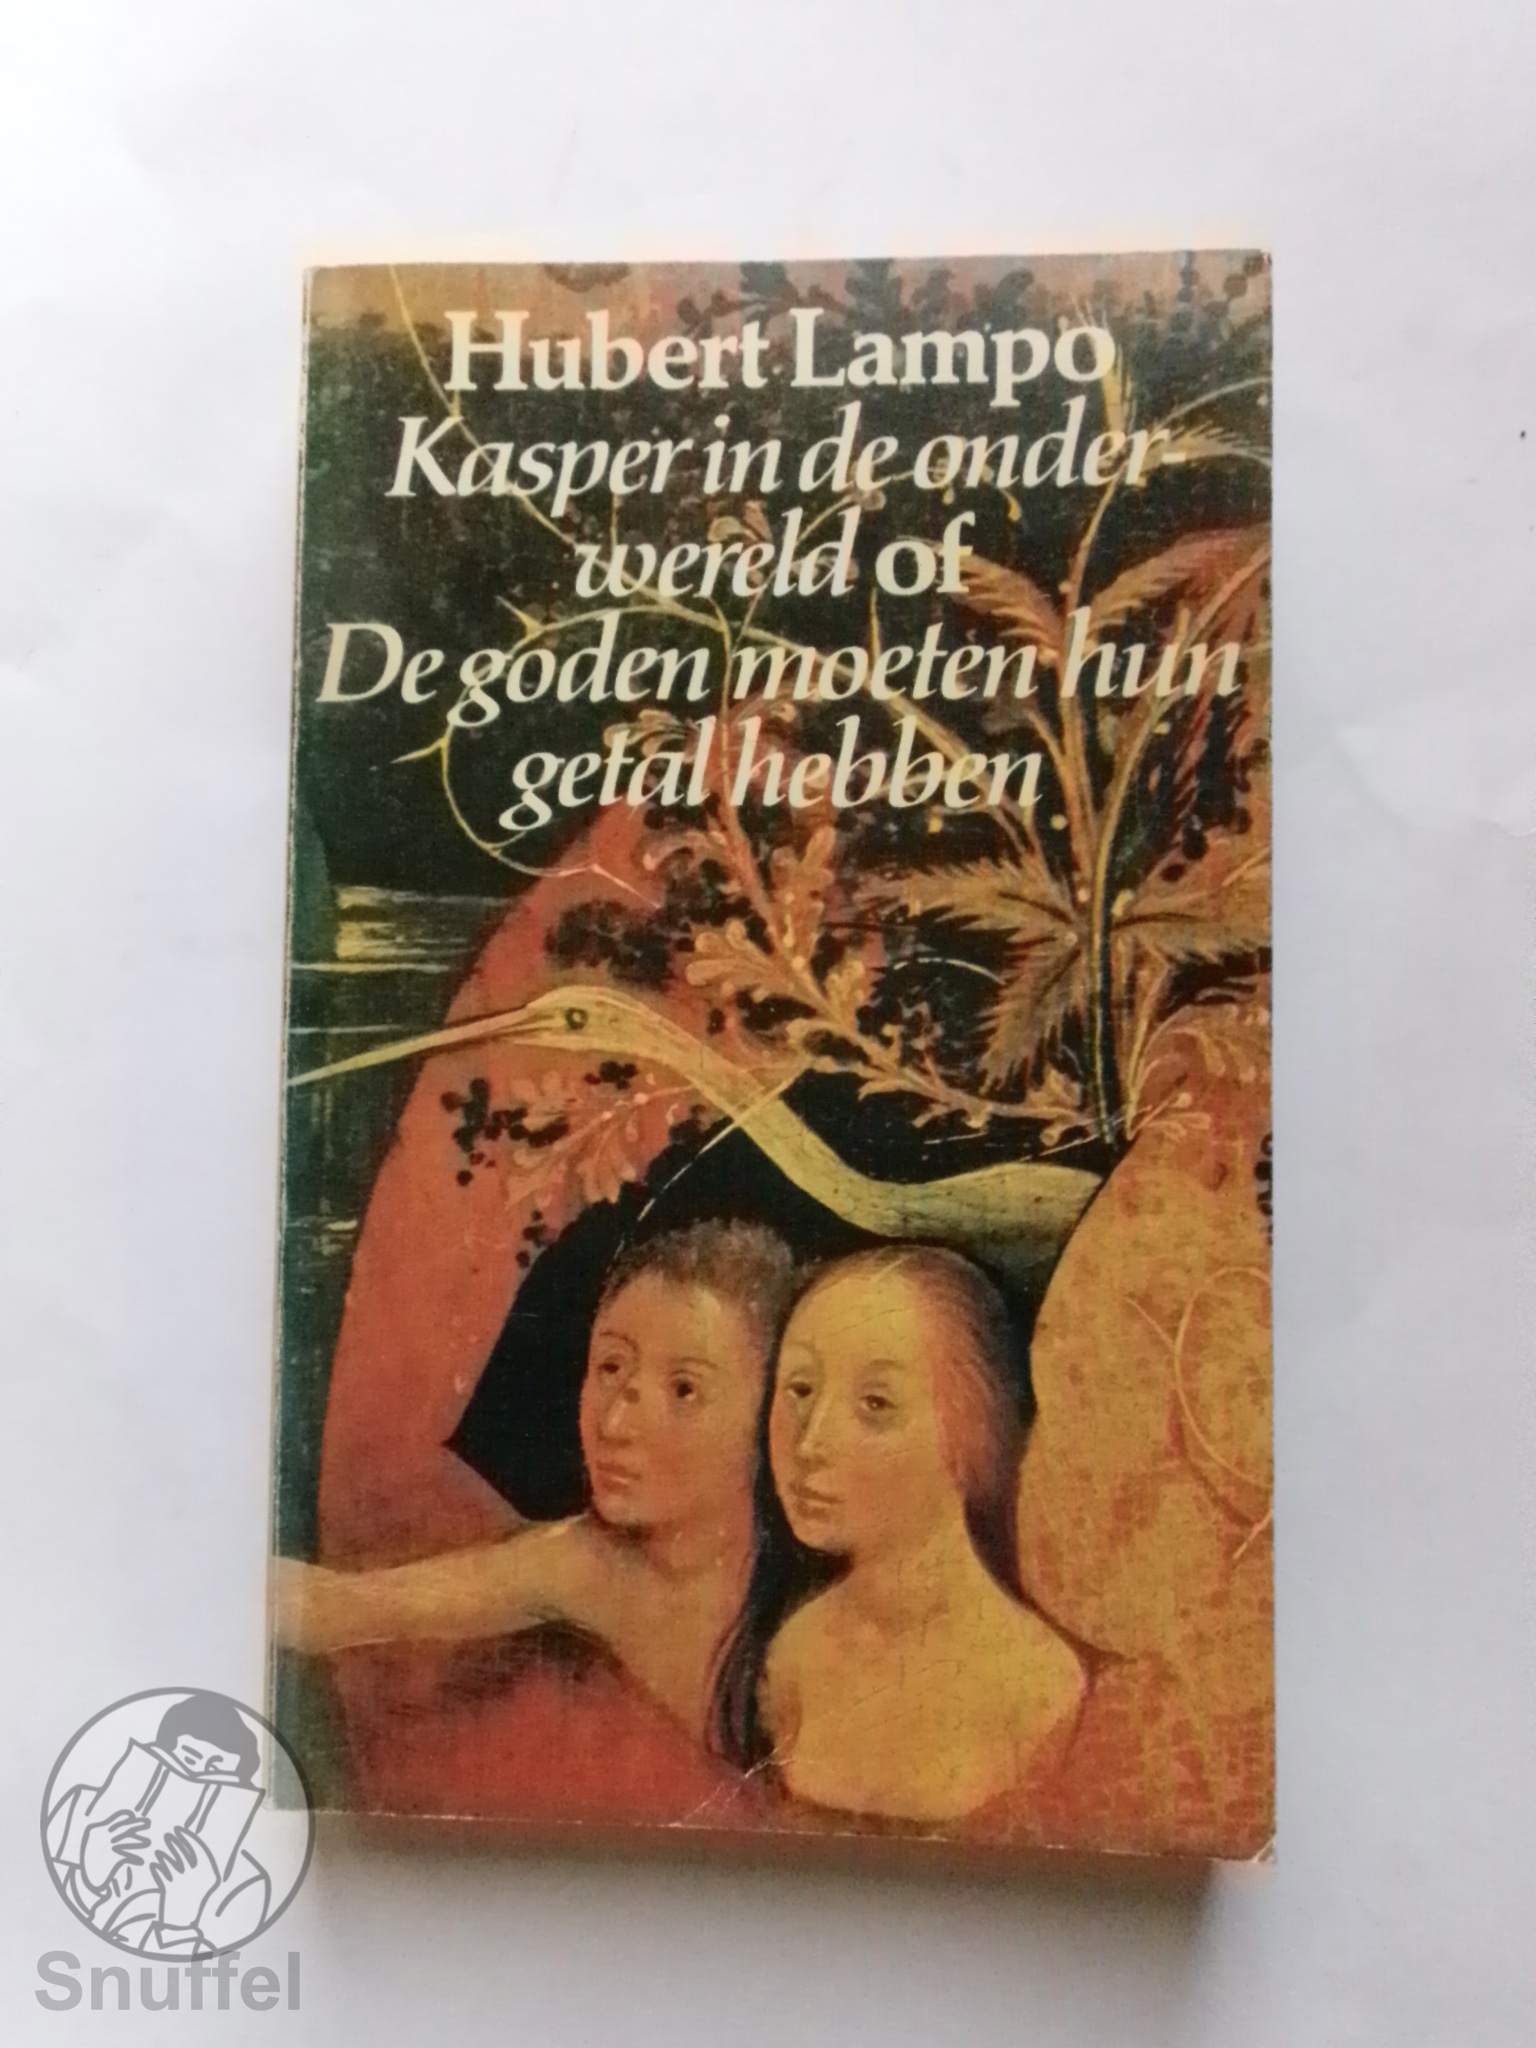 Hubert Lampo
Kasper in de onder-
wereld of
De goden moeten hun
getal hebben
Snuffel